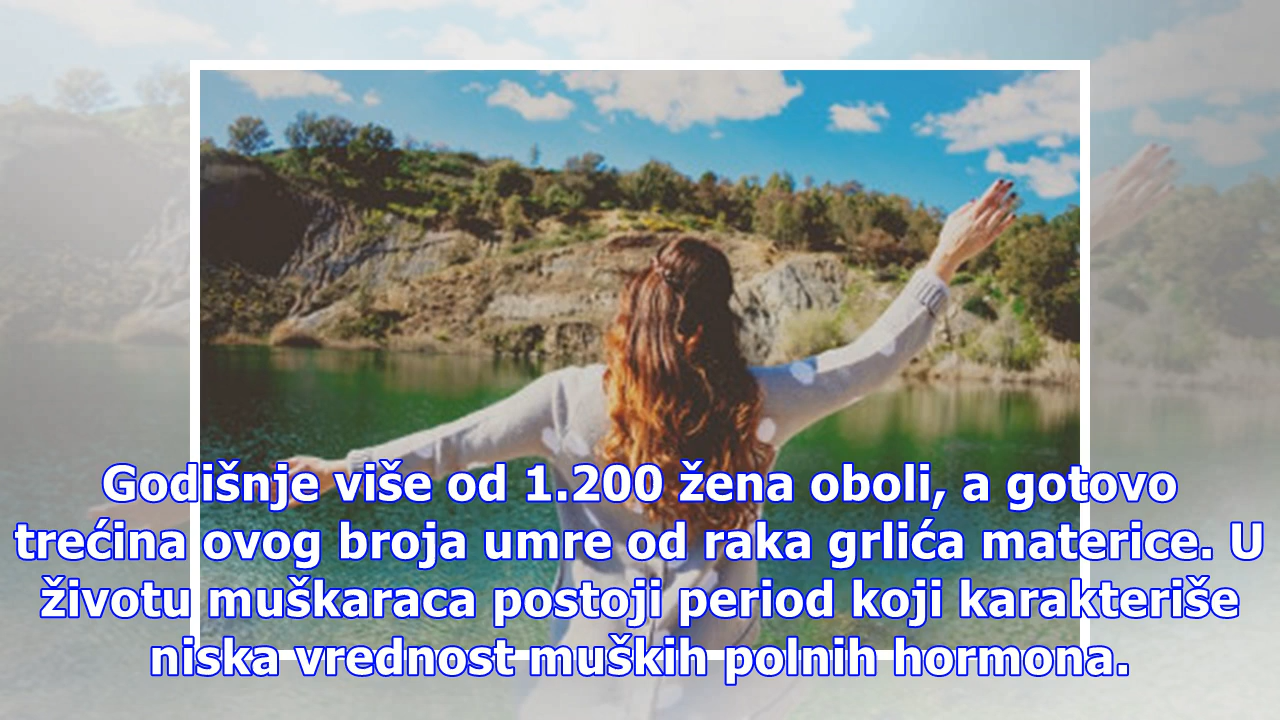 Godišnje više od 1.200 žena oboli, a gotovo
trećina ovog broja umre od raka grlića materice. U
životu muškaraca postoji period koji karakteriše
niska vrednost muških polnih hormona.